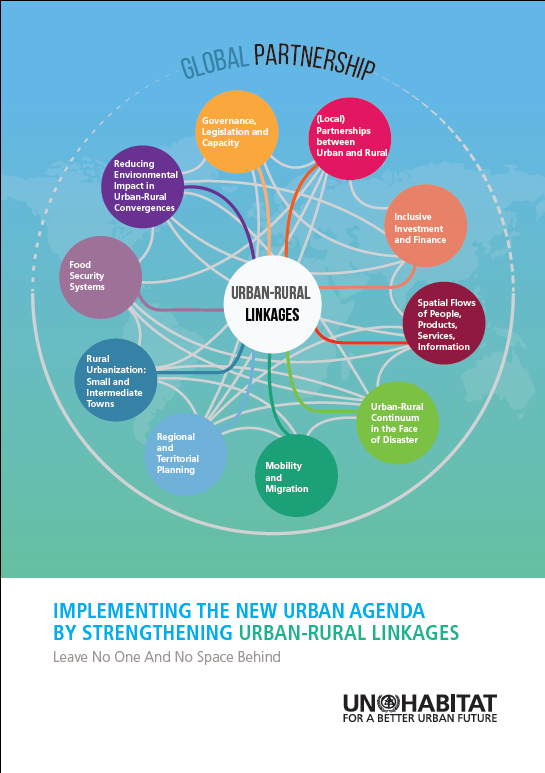 GLOBAL PARTNERSHIP
Governance,
Legislation and
Capacity
(Local)
Partnerships
between
Urban and Rural
Reducing
Environmental
Impact in
Urban-Rural
Convergences
Inclusive
Investment
and Finance
Food
Security
Systems
URBAN-RURAL
LINKAGES
Spatial Flows
of People,
Products,
Services,
Information
Rural
Urbanization:
Small and
Intermediate
Towns
Urban-Rural
Continuum
in the Face
of Disaster
Regional
and
Territorial
Planning
Mobility
and
Migration
IMPLEMENTING THE NEW URBAN AGENDA
BY STRENGTHENING URBAN-RURAL LINKAGES
Leave No One And No Space Behind
UN HABITAT
FOR A BETTER URBAN FUTURE